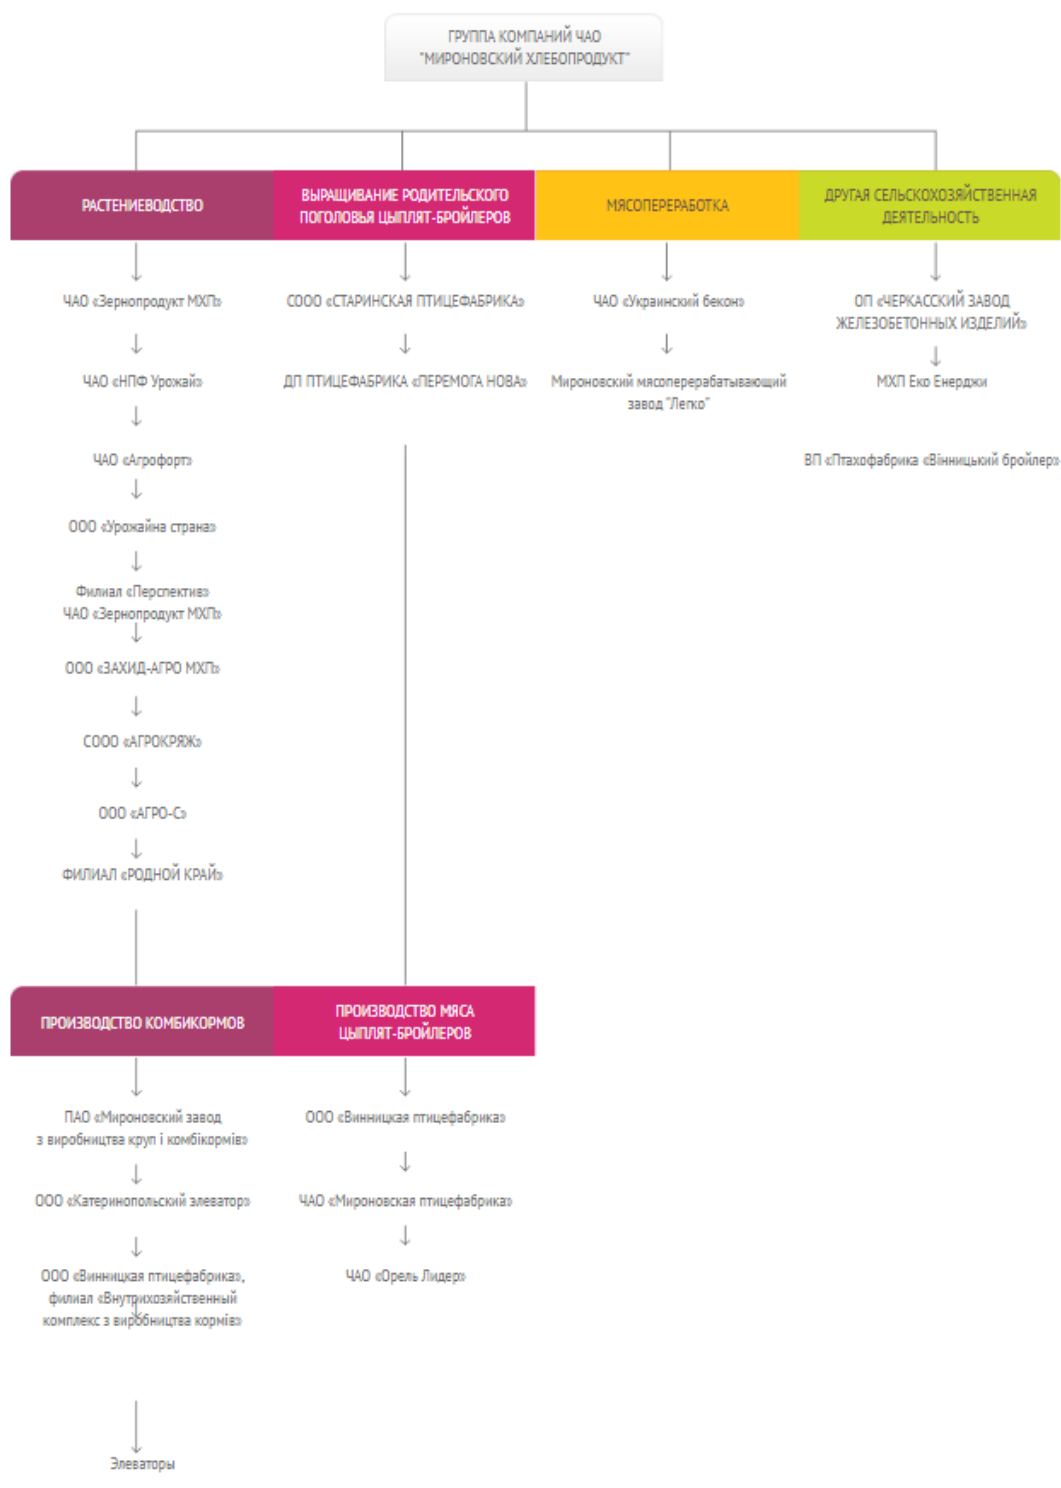 ГРУППА КОМПАНИЙ ЧАО
"МИРОНОВСКИЙ ХЛЕБОПРОДУКТ"
РАСТЕНИЕВОДСТВО
ВЫРАЩИВАНИЕ РОДИТЕЛЬСКОГО
ПОГОЛОВЬЯ ЦЫПЛЯТ-БРОЙЛЕРОВ
МЯСОПЕРЕРАБОТКА
ДРУГАЯ СЕЛЬСКОХОЗЯЙСТВЕННАЯ
ДЕЯТЕЛЬНОСТЬ
ЧАО «Зернопродукт МХП»
ЧАО «НПФ Урожай»
ЧАО «Агрофорт»
ООО «Урожайна страна»
Филиал «Перспектив»
ЧАО «Зернопродукт МХП»
ООО «ЗАХИД-АГРО МХП»
СООО «АГРОКРЯЖ»
ООО «АГРО-С»
ФИЛИАЛ «РОДНОЙ КРАЙ»
СООО «СТАРИНСКАЯ ПТИЦЕФАБРИКА»
ДП ПТИЦЕФАБРИКА «ПЕРЕМОГА НОВА»
ЧАО «Украинский бекон»
Мироновский мясоперерабатывающий
завод "Легко"
ОП «ЧЕРКАССКИЙ ЗАВОД
ЖЕЛЕЗОБЕТОННЫХ ИЗДЕЛИЙ»
МХП Еко Енерджи
ВП «Птахофабрика «Вінницький бройлер»
ПРОИЗВОДСТВО КОМБИКОРМОВ
ПРОИЗВОДСТВО МЯСА
ЦЫПЛЯТ-БРОЙЛЕРОВ
ПАО «Мироновский завод
з виробництва круп і комбікормів»
ООО «Катеринопольский элеватор»
ООО «Винницкая птицефабрика»,
филиал «Внутрихозяйственный
комплекс з виробництва кормів»
Элеваторы
ООО «Винницкая птицефабрика»
ЧАО «Мироновская птицефабрика»
ЧАО «Орель Лидер»